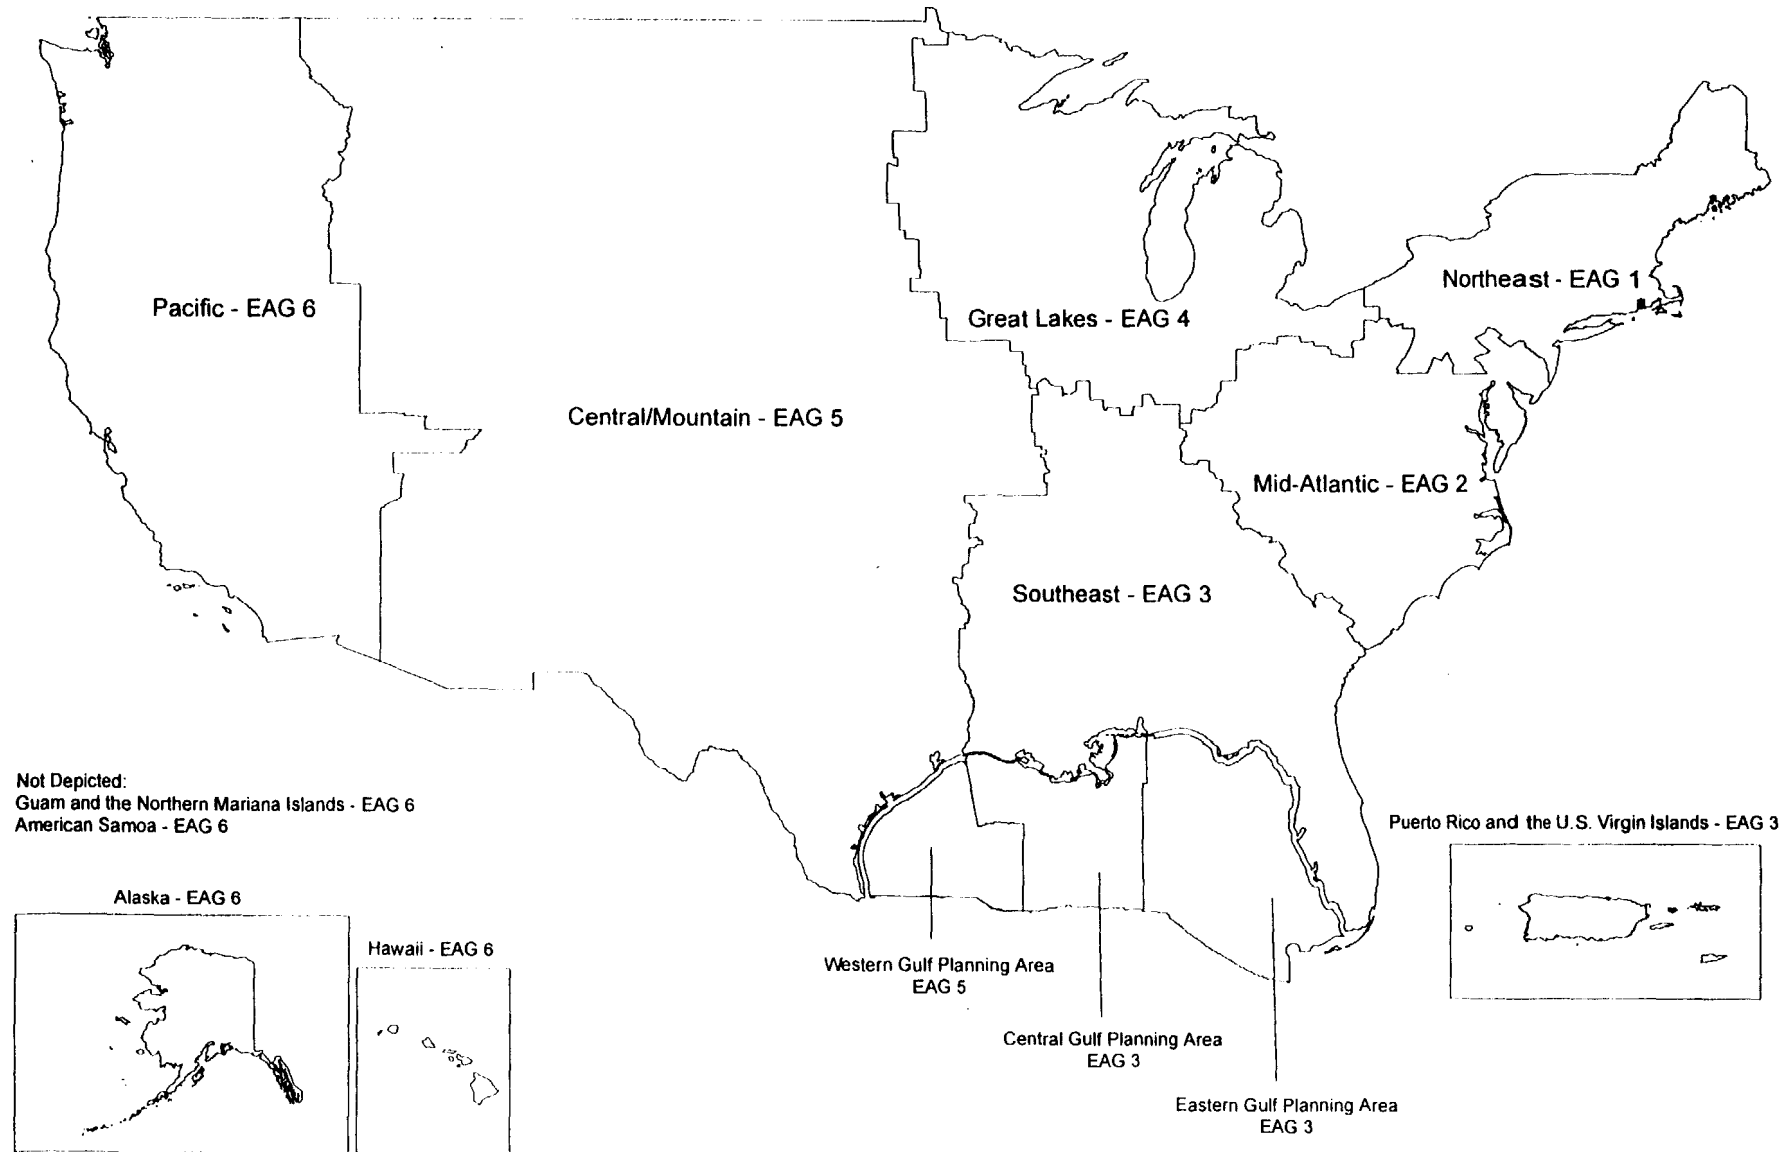 Northeast - EAG 1
Pacific - EAG 6
Great Lakes - EAG 4
Central/Mountain - EAG 5
Mid-Atlantic - EAG 2
Southeast - EAG 3
Not Depicted:
Guam and the Northern Mariana Islands - EAG 6
American Samoa - EAG 6
Puerto Rico and the U.S. Virgin Islands - EAG 3
Alaska - EAG 6
Hawaii - EAG 6
Western Gulf Planning Area
EAG 5
Central Gulf Planning Area
EAG 3
Eastern Gulf Planning Area
EAG 3